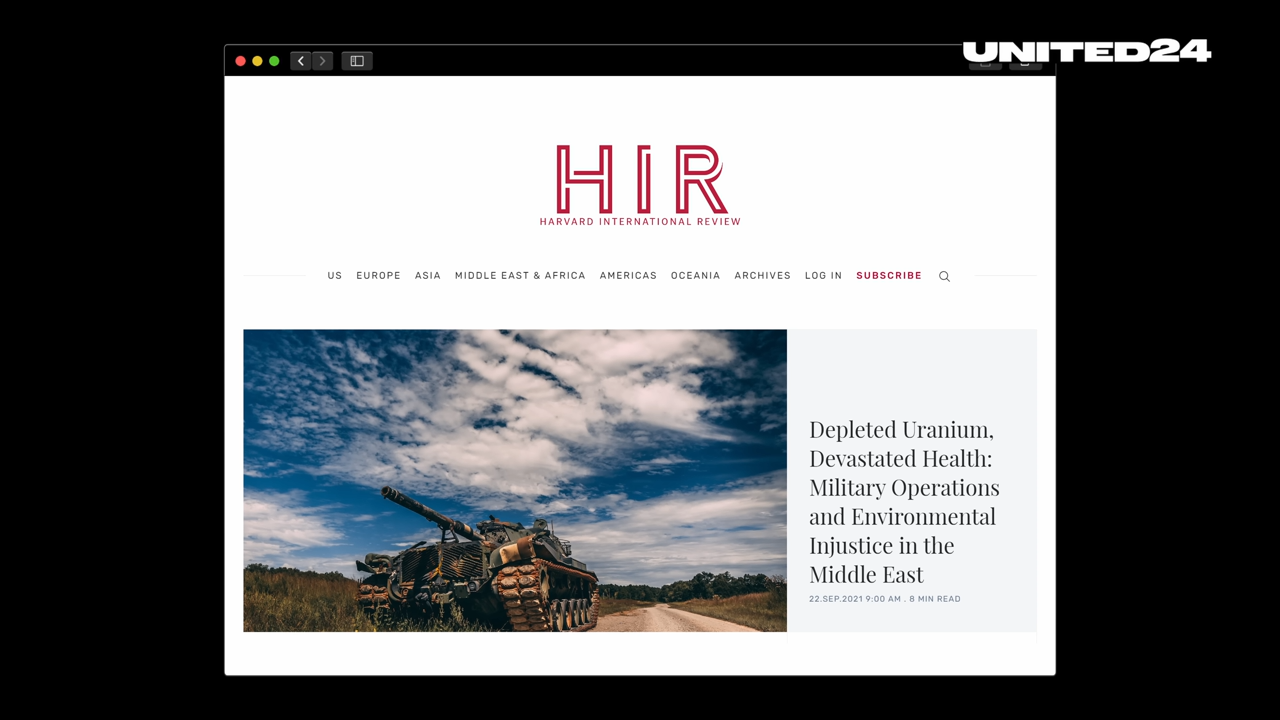 UNITED24
HIR
HARVARD INTERNATIONAL REVIEW
US EUROPE ASIA MIDDLE EAST & AFRICA AMERICAS OCEANIA ARCHIVES LOG IN SUBSCRIBE
Depleted Uranium,
Devastated Health:
Military Operations
and Environmental
Injustice in the
Middle East
22.SEP.2021 9:00 AM . 8 MIN READ